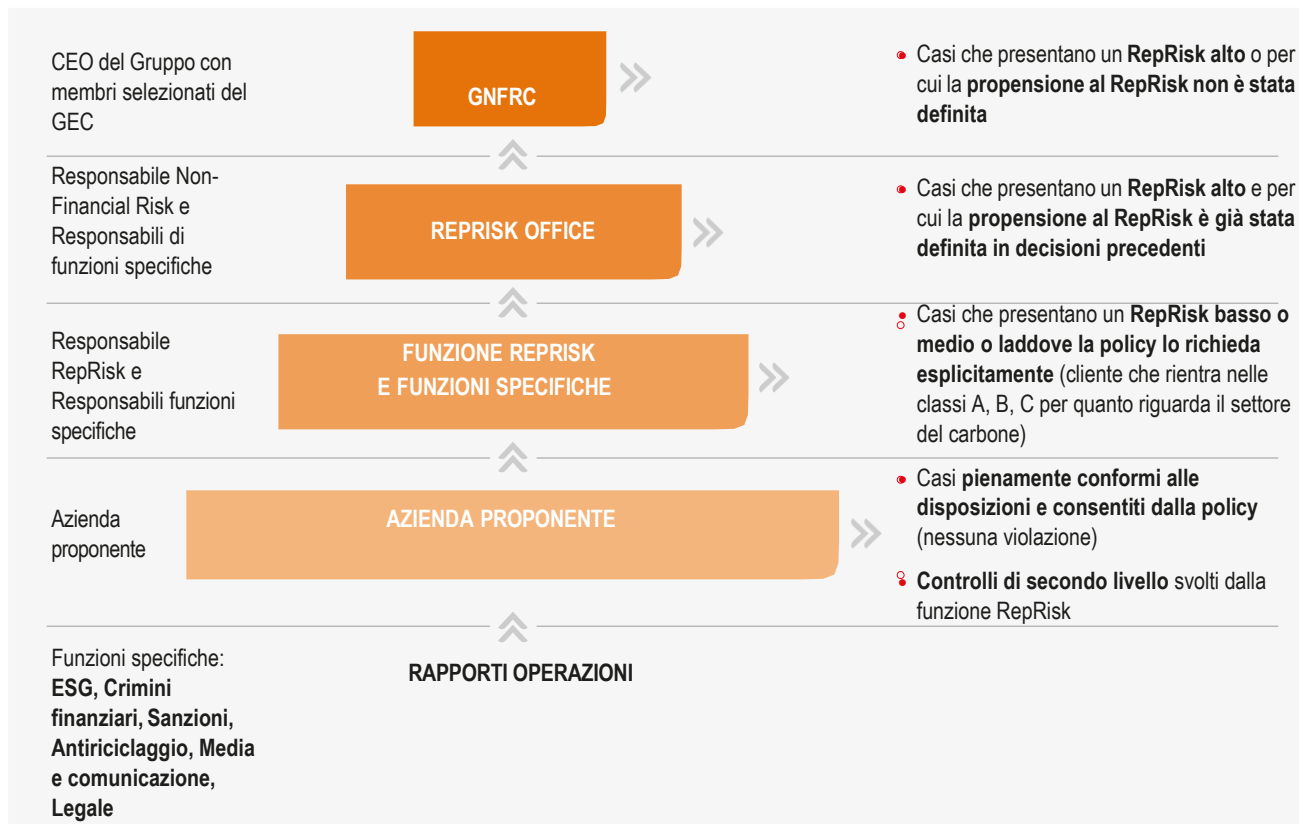 CEO del Gruppo con
membri selezionati del
GEC
GNFRC
Casi che presentano un RepRisk alto o per
cui la propensione al RepRisk non è stata
definita
Responsabile Non-
Financial Risk e
Responsabili di
funzioni specifiche
REPRISK OFFICE
Casi che presentano un RepRisk alto e per
cui la propensione al RepRisk è già stata
definita in decisioni precedenti
Responsabile
RepRisk e
Responsabili funzioni
specifiche
FUNZIONE REPRISK
E FUNZIONI SPECIFICHE
Casi che presentano un RepRisk basso o
medio o laddove la policy lo richieda
esplicitamente (cliente che rientra nelle
classi A, B, C per quanto riguarda il settore
del carbone)
Azienda
proponente
AZIENDA PROPONENTE
Casi pienamente conformi alle
disposizioni e consentiti dalla policy
(nessuna violazione)
Controlli di secondo livello svolti dalla
funzione RepRisk
Funzioni specifiche:
ESG, Crimini
finanziari, Sanzioni,
Antiriciclaggio, Media
e comunicazione,
Legale
RAPPORTI OPERAZIONI